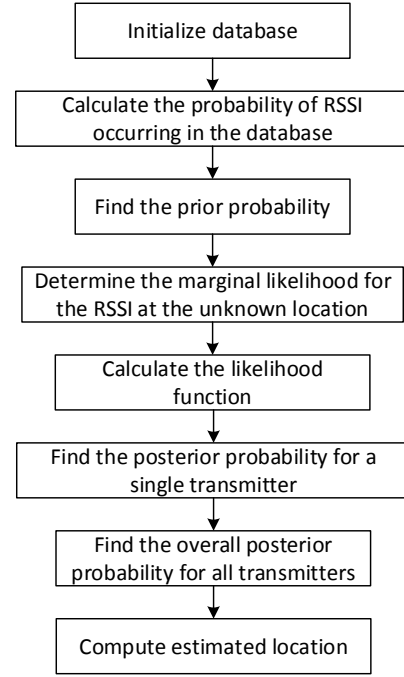 Initialize database
Calculate the probability of RSSI
occurring in the database
Find the prior probability
Determine the marginal likelihood for
the RSSI at the unknown location
Calculate the likelihood
function
Find the posterior probability for a
single transmitter
Find the overall posterior
probability for all transmitters
Compute estimated location